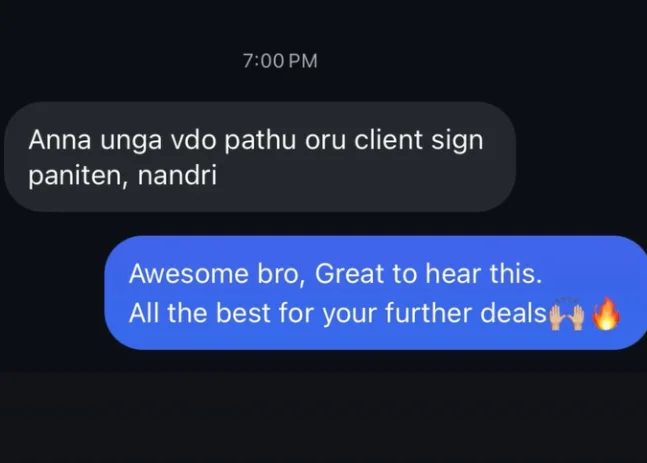 7:00 PM
Anna unga vdo pathu oru client sign
paniten, nandri
Awesome bro, Great to hear this.
All the best for your further deals🙌🏼🔥